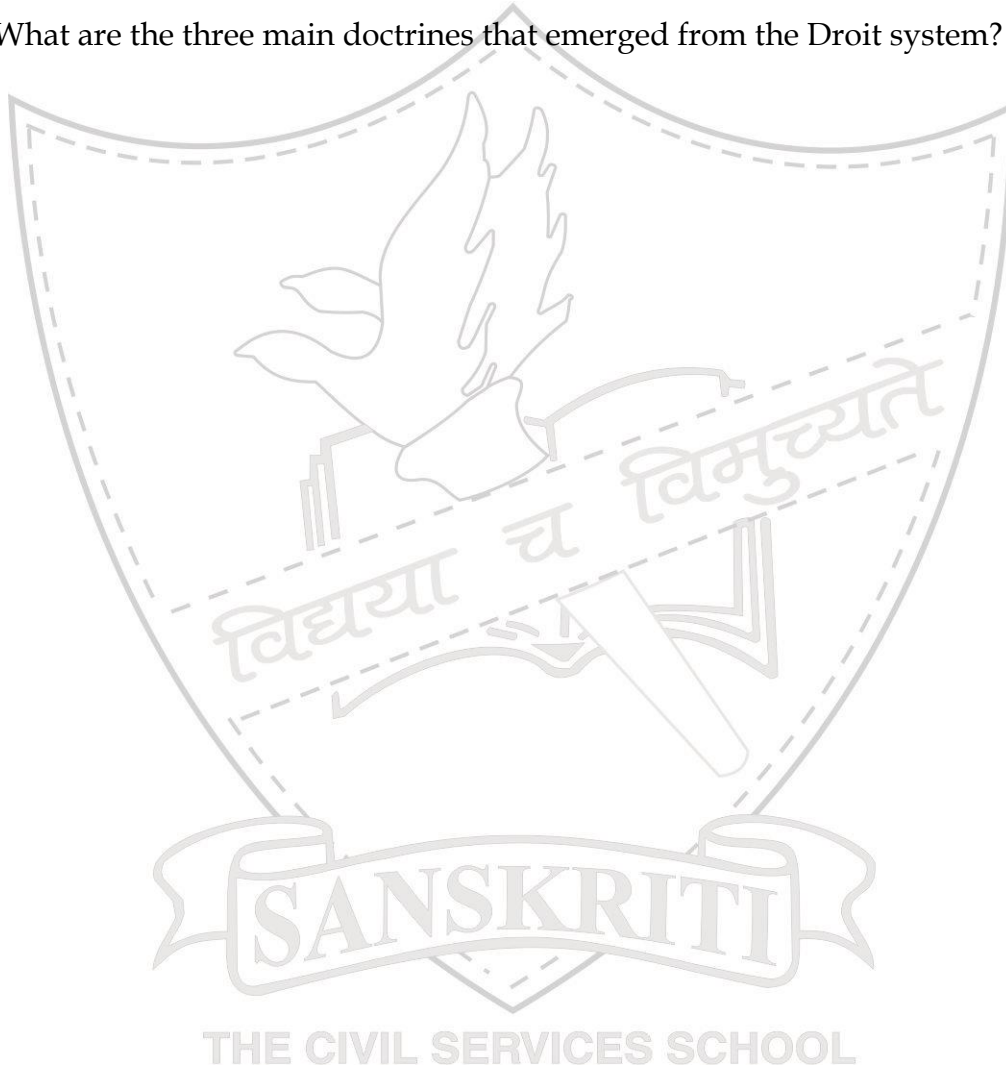 What are the three main doctrines that emerged from the Droit system?
विद्यया च विमुच्यते
SANSKRITI
THE CIVIL SERVICES SCHOOL